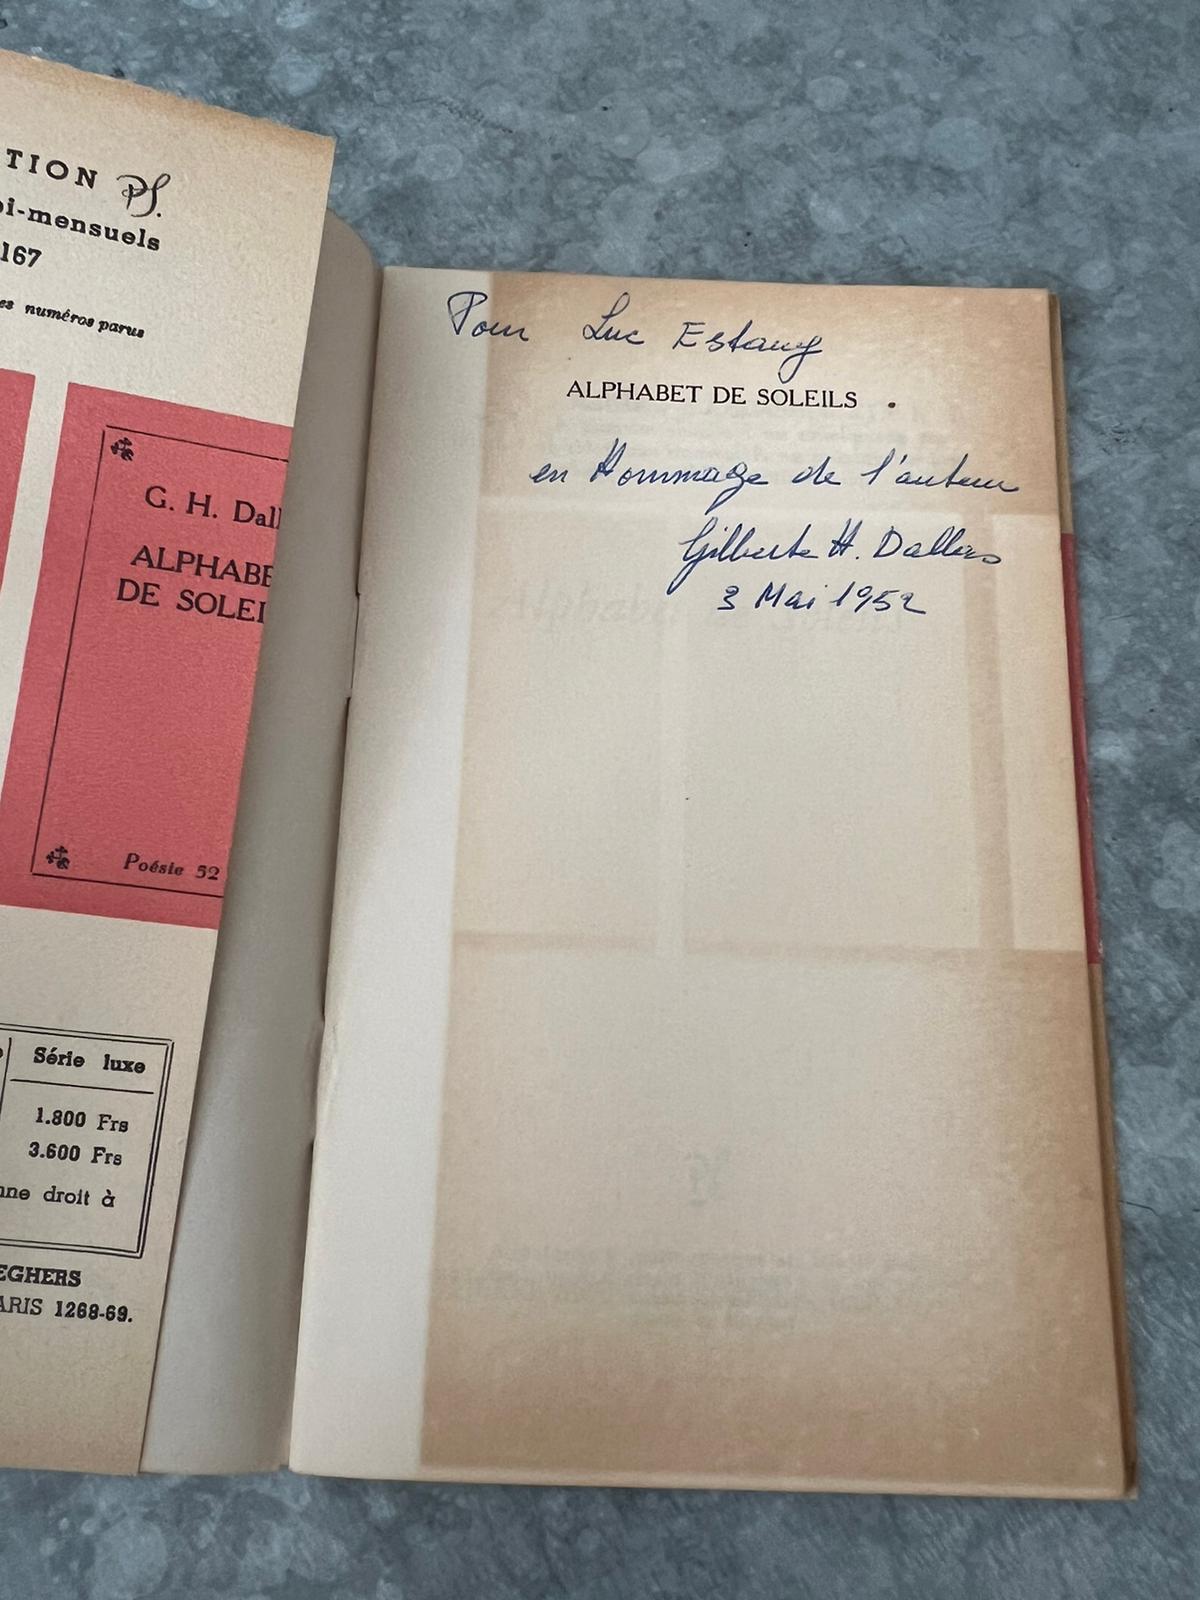 TION PS.
bi-mensuels
167
es numéros parus
G. H. Dall
ALPHABE
DE SOLEI
Poésie 52
Série luxe
1.800 Frs
3.600 Frs
nne droit à
EGHERS
ARIS 1268-69.
Pour Luc Estang
ALPHABET DE SOLEILS
en Hommage de l'auteur
Gilberte H. Dallas
3 Mai 1952